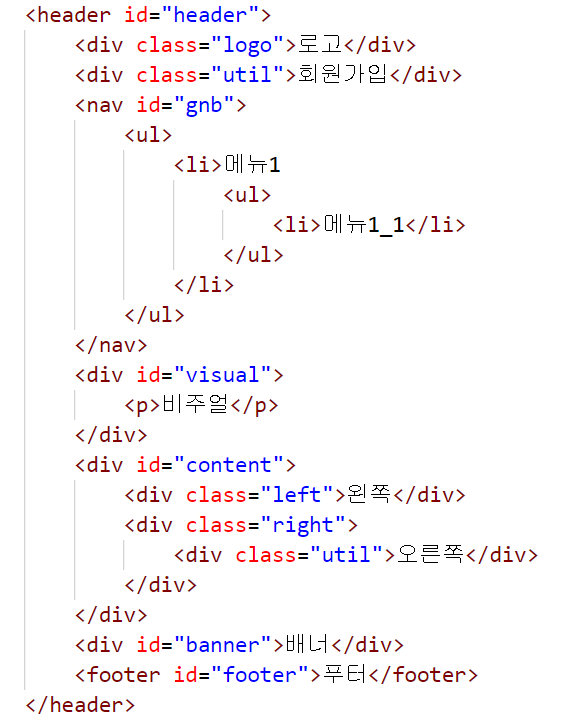 <header id="header">
<div class="logo">로고</div>
<div class="util">회원가입</div>
<nav id="gnb">
<ul>
<li>메뉴1
<ul>
<li>메뉴1_1</li>
</ul>
</li>
</ul>
</nav>
<div id="visual">
<p>비주얼</p>
</div>
<div id="content">
<div class="left">왼쪽</div>
<div class="right">
<div class="util">오른쪽</div>
</div>
</div>
<div id="banner">배너</div>
<footer id="footer">푸터</footer>
</header>